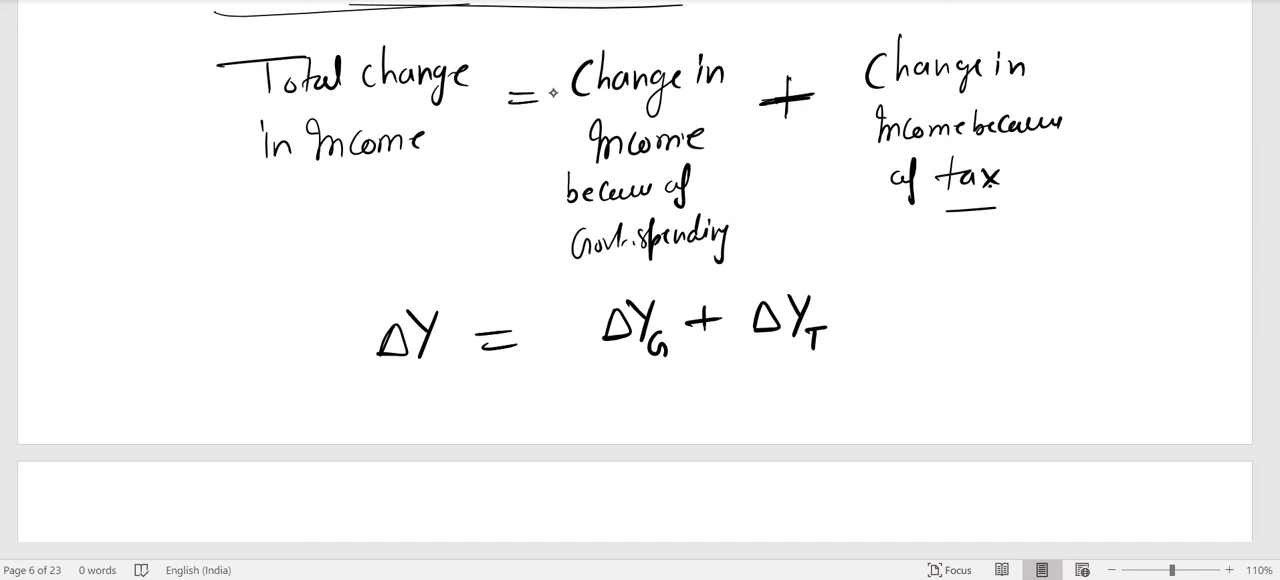 Total change in Income = Change in Income because of Govt. spending + Change in Income because of tax
ΔY = ΔY_G + ΔY_T
Page 6 of 23 0 words English (India) Focus 110%